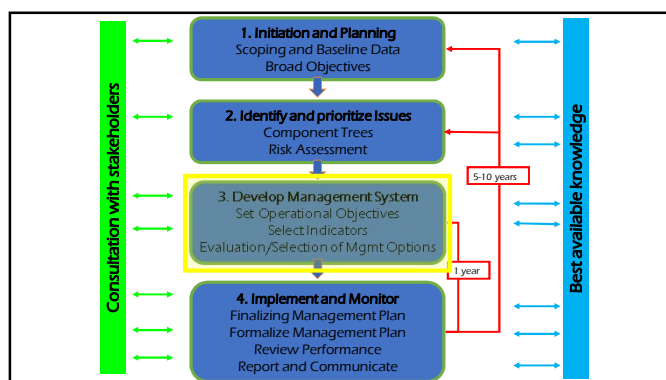 Consultation with stakeholders
1. Initiation and Planning
Scoping and Baseline Data
Broad Objectives
2. Identify and prioritize Issues
Component Trees
Risk Assessment
5-10 years
3. Develop Management System
Set Operational Objectives
Select Indicators
Evaluation/Selection of Mgmt Options
1 year
4. Implement and Monitor
Finalizing Management Plan
Formalize Management Plan
Review Performance
Report and Communicate
Best available knowledge